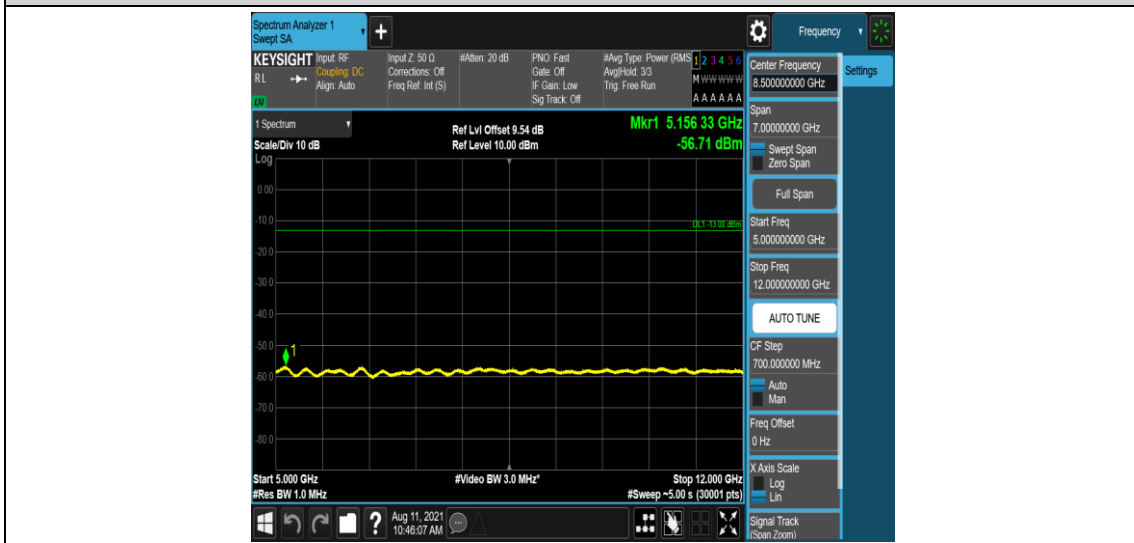 Spectrum Analyzer 1
Swept SA
+
Frequency
KEYSIGHT
RL
LXI
Input: RF
Coupling: DC
Align: Auto
Input Z: 50 Ω
Corrections: Off
Freq Ref: Int (S)
#Atten: 20 dB
PNO: Fast
Gate: Off
IF Gain: Low
Sig Track: Off
#Avg Type: Power (RMS
Avg|Hold: 3/3
Trig: Free Run
1 2 3 4 5 6
M W W W W W
A A A A A A
1 Spectrum
Scale/Div 10 dB
Ref Lvl Offset 9.54 dB
Ref Level 10.00 dBm
Mkr1 5.156 33 GHz
-56.71 dBm
Log
0.00
-10.0
DL1 -13.00 dBm
-20.0
-30.0
-40.0
-50.0
1
-60.0
-70.0
-80.0
Start 5.000 GHz
#Video BW 3.0 MHz*
Stop 12.000 GHz
#Res BW 1.0 MHz
#Sweep ~5.00 s (30001 pts)
?
Aug 11, 2021
10:46:07 AM
Center Frequency
8.500000000 GHz
Settings
Span
7.00000000 GHz
Swept Span
Zero Span
Full Span
Start Freq
5.000000000 GHz
Stop Freq
12.000000000 GHz
AUTO TUNE
CF Step
700.000000 MHz
Auto
Man
Freq Offset
0 Hz
X Axis Scale
Log
Lin
Signal Track
(Span Zoom)